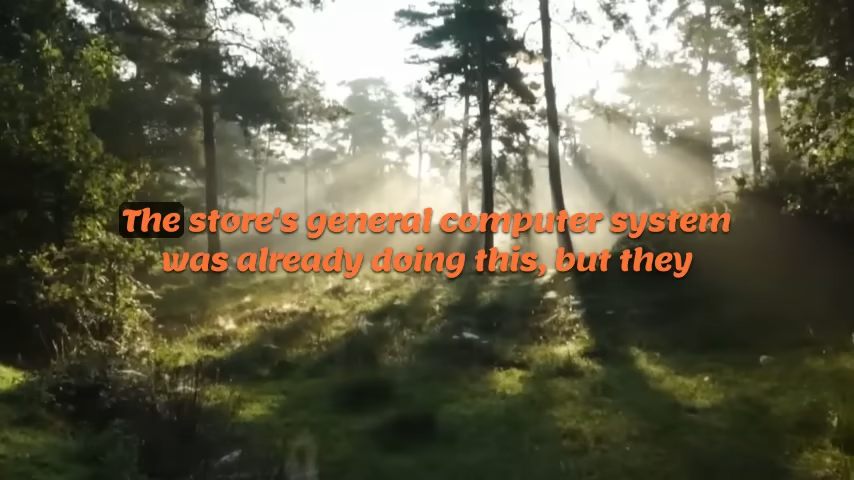 The store's general computer system
was already doing this, but they